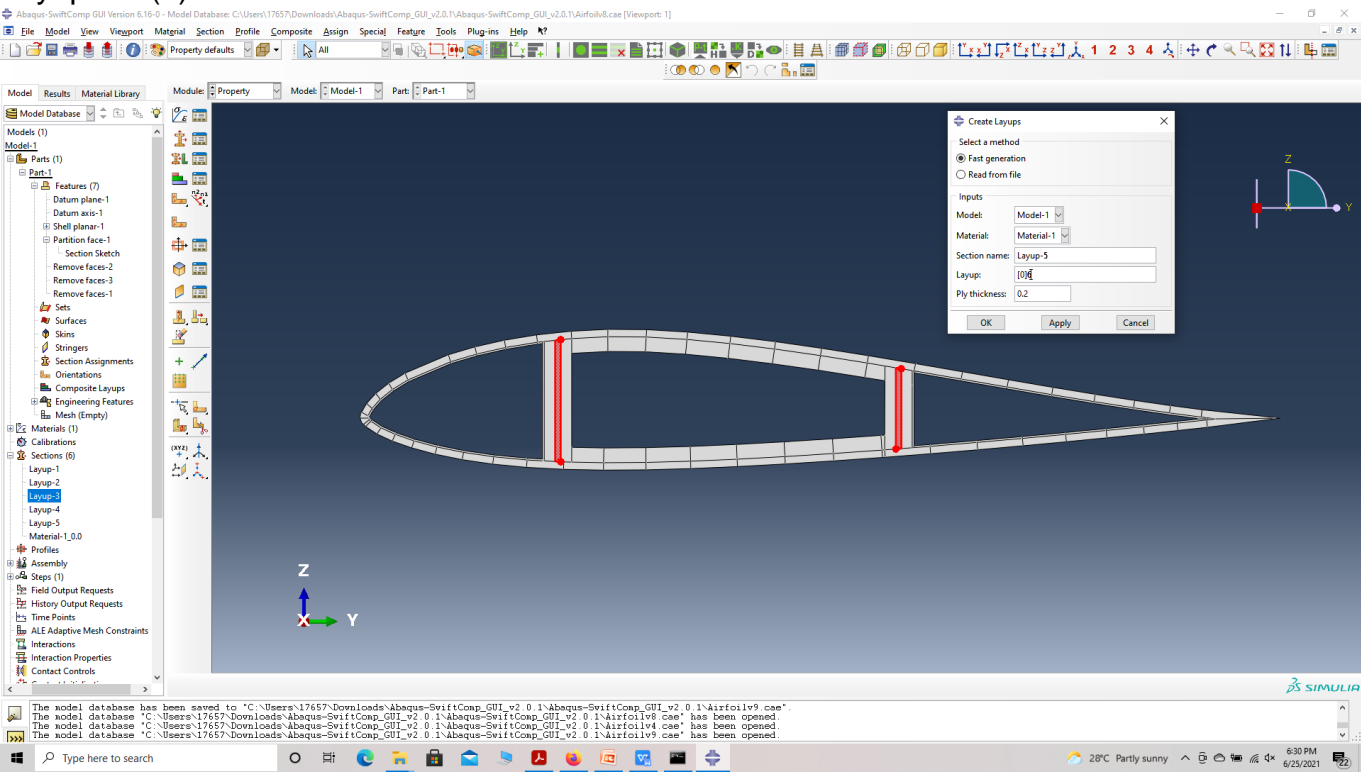 Abaqus-SwiftComp GUI Version 6.16-0 - Model Database: C:\Users\17657\Downloads\Abaqus-SwiftComp_GUI_v2.0.1\Abaqus-SwiftComp_GUI_v2.0.1\Airfoilv8.cae [Viewport: 1]
File Model View Viewport Material Section Profile Composite Assign Special Feature Tools Plug-ins Help
Property defaults
All
1 2 3 4
Model Results Material Library
Module: Property Model: Model-1 Part: Part-1
Model Database
Models (1)
Model-1
Parts (1)
Part-1
Features (7)
Datum plane-1
Datum axis-1
Shell planar-1
Partition face-1
Section Sketch
Remove faces-2
Remove faces-3
Remove faces-1
Sets
Surfaces
Skins
Stringers
Section Assignments
Orientations
Composite Layups
Engineering Features
Mesh (Empty)
Materials (1)
Calibrations
Sections (6)
Layup-1
Layup-2
Layup-3
Layup-4
Layup-5
Material-1_0.0
Profiles
Assembly
Steps (1)
Field Output Requests
History Output Requests
Time Points
ALE Adaptive Mesh Constraints
Interactions
Interaction Properties
Contact Controls
Create Layups
Select a method
Fast generation
Read from file
Inputs
Model: Model-1
Material: Material-1
Section name: Layup-5
Layup: [0]6
Ply thickness: 0.2
OK Apply Cancel
Z
X Y
Z
X Y
SIMULIA
The model database has been saved to "C:\Users\17657\Downloads\Abaqus-SwiftComp_GUI_v2.0.1\Abaqus-SwiftComp_GUI_v2.0.1\Airfoilv9.cae".
The model database "C:\Users\17657\Downloads\Abaqus-SwiftComp_GUI_v2.0.1\Abaqus-SwiftComp_GUI_v2.0.1\Airfoilv8.cae" has been opened.
The model database "C:\Users\17657\Downloads\Abaqus-SwiftComp_GUI_v2.0.1\Abaqus-SwiftComp_GUI_v2.0.1\Airfoilv4.cae" has been opened.
The model database "C:\Users\17657\Downloads\Abaqus-SwiftComp_GUI_v2.0.1\Abaqus-SwiftComp_GUI_v2.0.1\Airfoilv9.cae" has been opened.
Type here to search
28°C Partly sunny
6:30 PM
6/25/2021
22